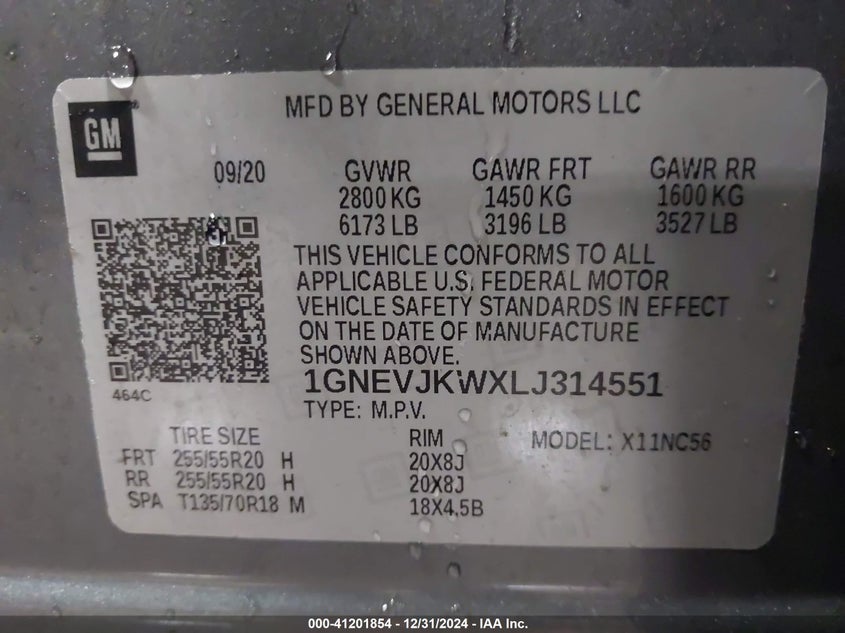 GM ®
MFD BY GENERAL MOTORS LLC
09/20 GVWR GAWR FRT GAWR RR
2800 KG 1450 KG 1600 KG
6173 LB 3196 LB 3527 LB
THIS VEHICLE CONFORMS TO ALL
APPLICABLE U.S. FEDERAL MOTOR
VEHICLE SAFETY STANDARDS IN EFFECT
ON THE DATE OF MANUFACTURE
SHOWN ABOVE.
464C
1GNEVJKWXLJ314551
TYPE: M.P.V.
TIRE SIZE RIM MODEL: X11NC56
FRT 255/55R20 H 20X8J
RR 255/55R20 H 20X8J
SPA T135/70R18 M 18X4.5B
000-41201854 - 12/31/2024 - IAA Inc.